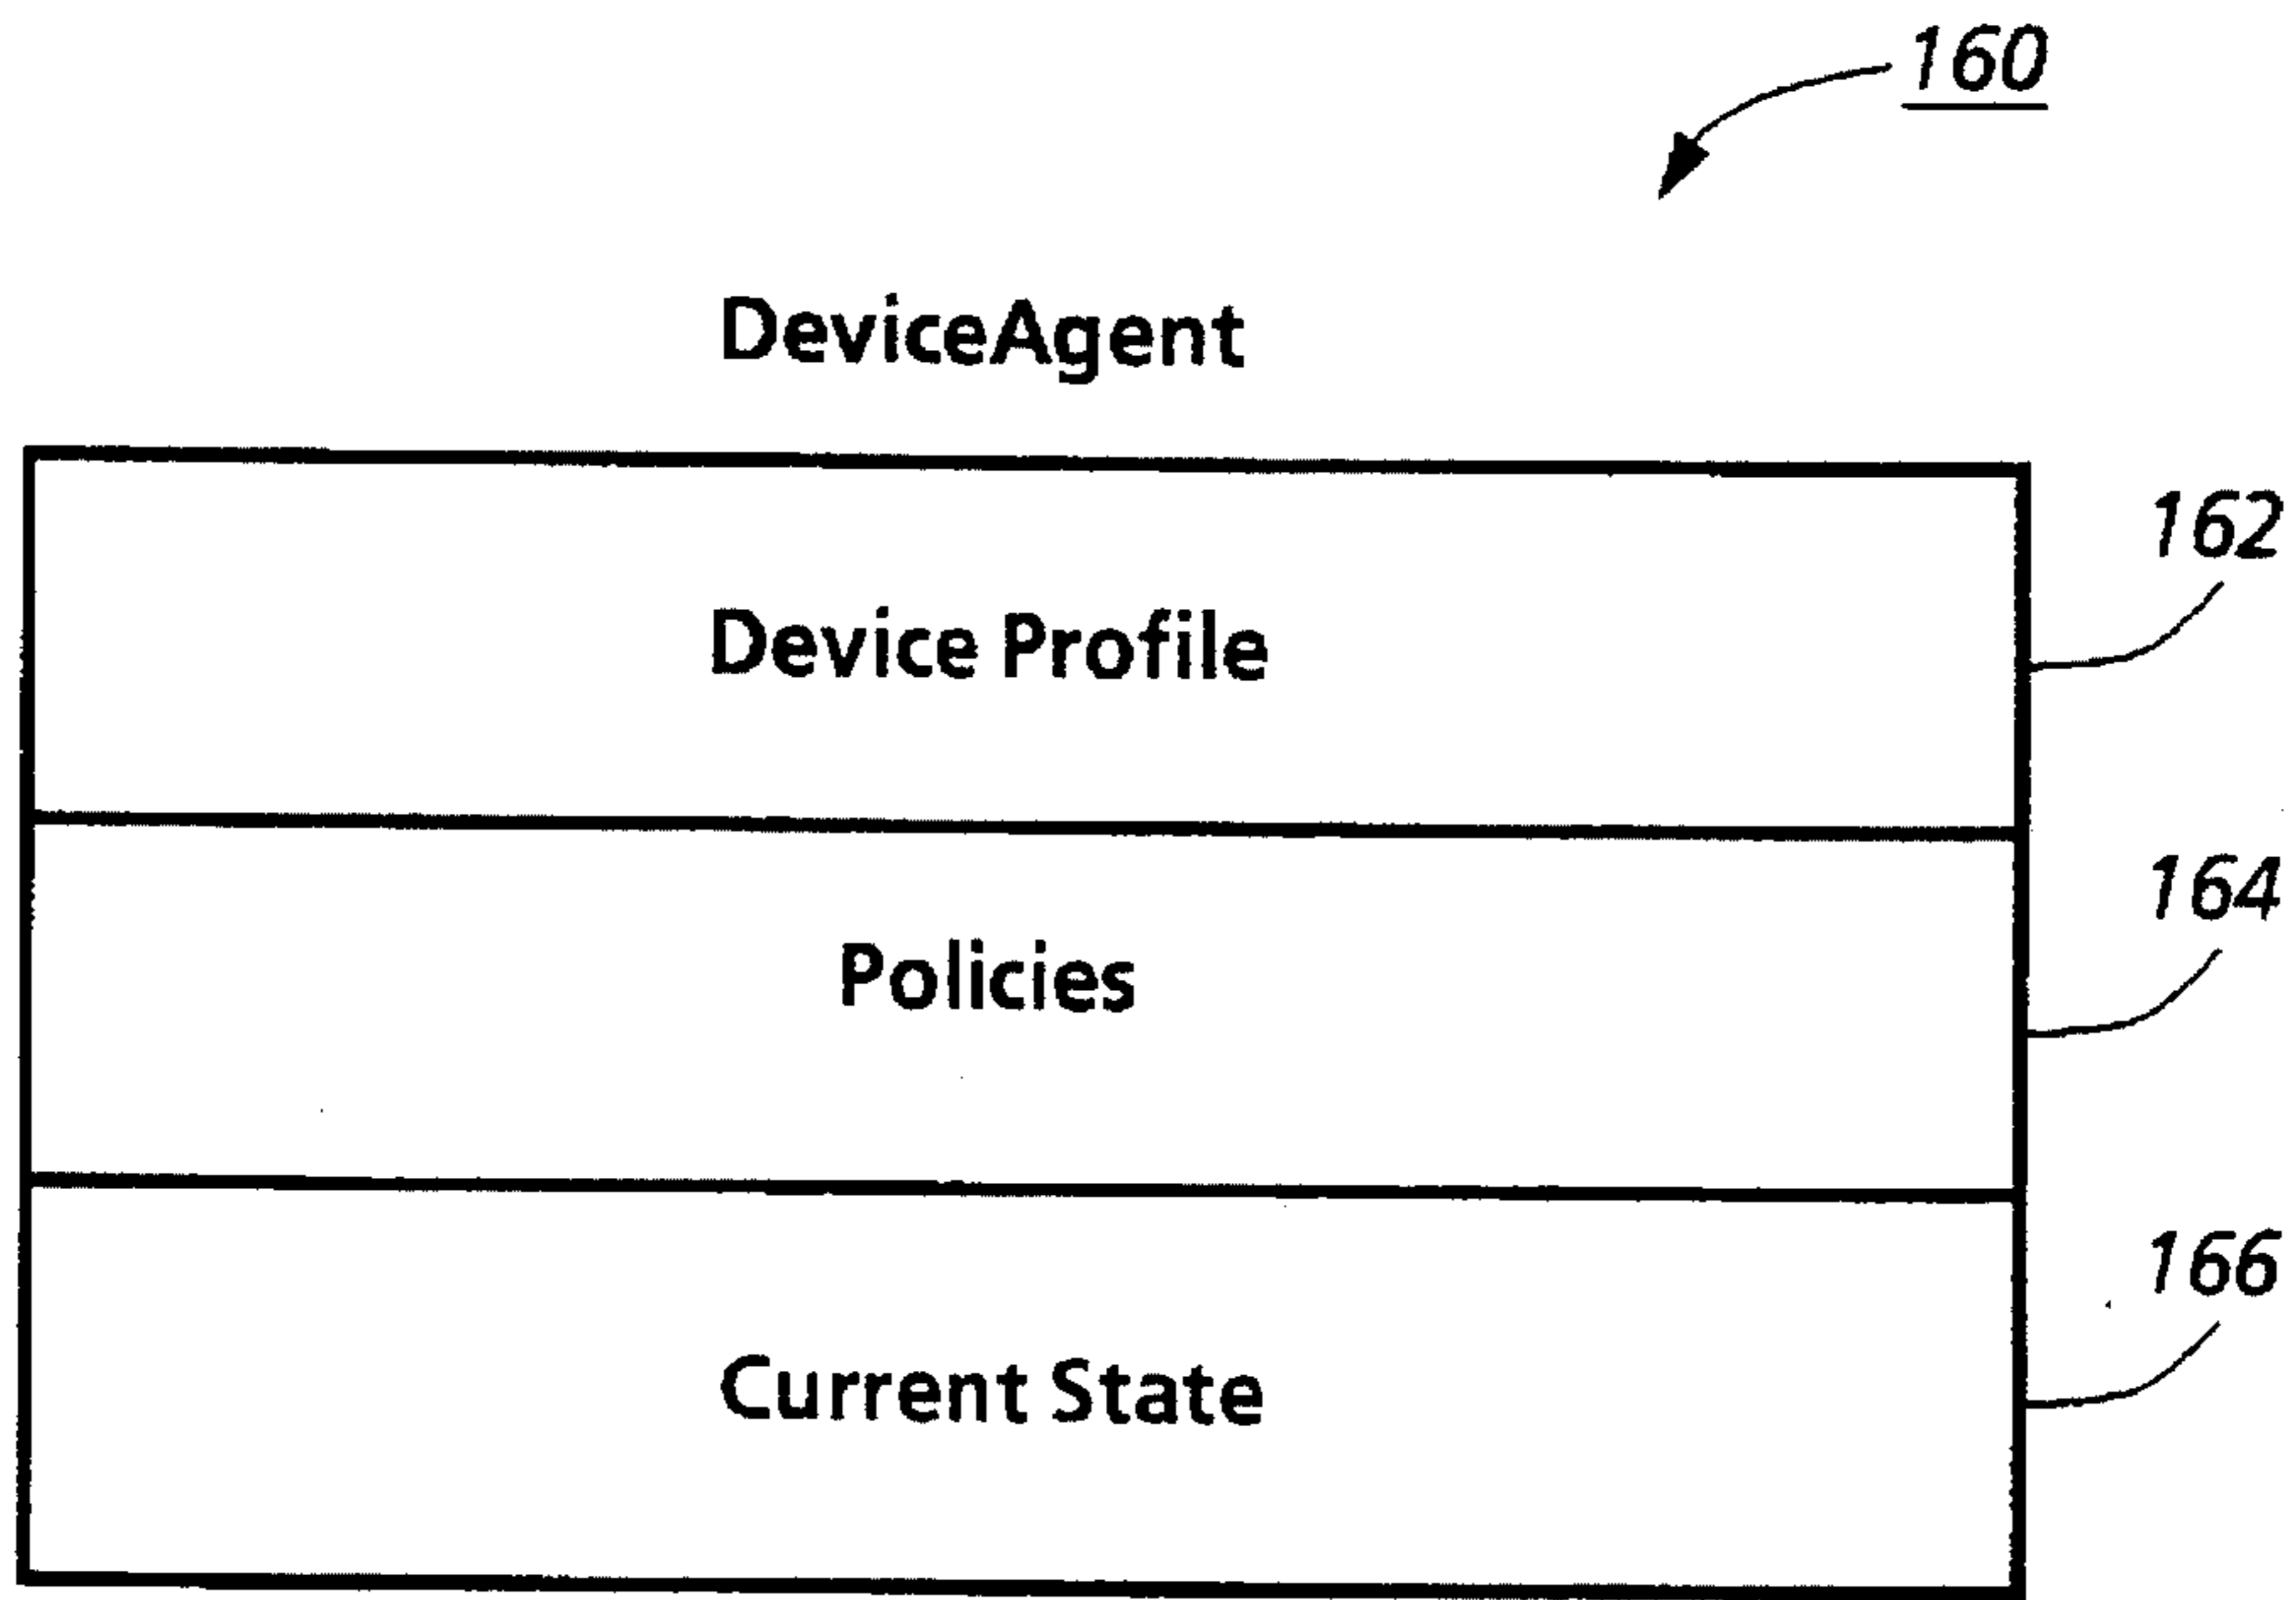 160
DeviceAgent
Device Profile
162
Policies
164
Current State
166